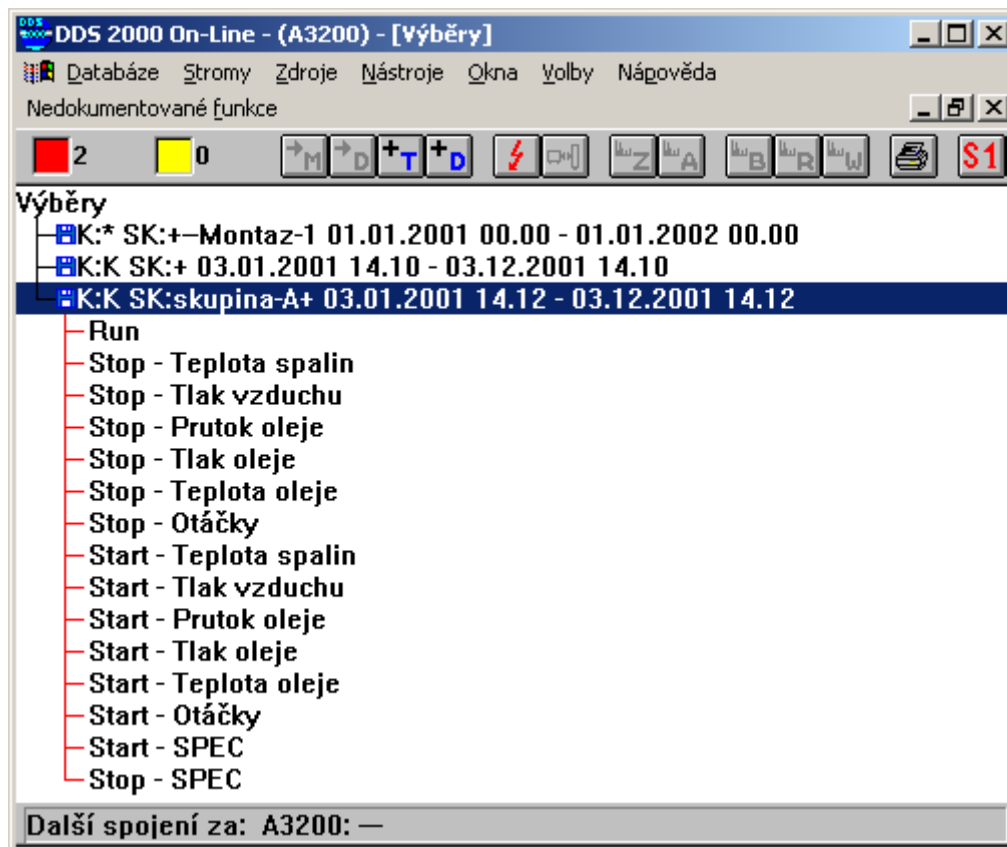 DDS 2000 On-Line - (A3200) - [Výběry]
Databáze Stromy Zdroje Nástroje Okna Volby Nápověda
Nedokumentované funkce
2 0 M D +T +D Z A B R W S1
Výběry
K:* SK:+--Montaz-1 01.01.2001 00.00 - 01.01.2002 00.00
K:K SK:+ 03.01.2001 14.10 - 03.12.2001 14.10
K:K SK:skupina-A+ 03.01.2001 14.12 - 03.12.2001 14.12
Run
Stop - Teplota spalin
Stop - Tlak vzduchu
Stop - Prutok oleje
Stop - Tlak oleje
Stop - Teplota oleje
Stop - Otáčky
Start - Teplota spalin
Start - Tlak vzduchu
Start - Prutok oleje
Start - Tlak oleje
Start - Teplota oleje
Start - Otáčky
Start - SPEC
Stop - SPEC
Další spojení za: A3200: ---